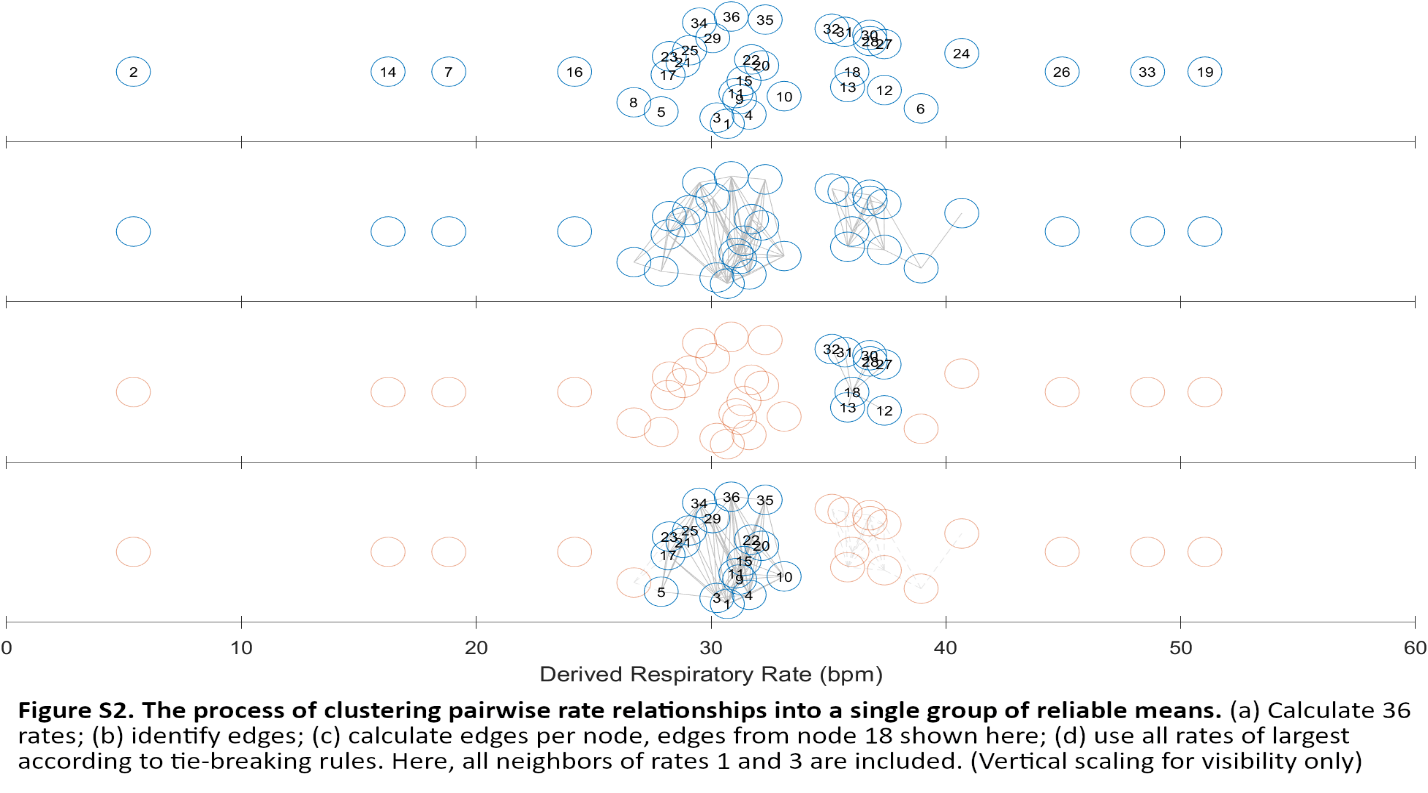 34 36 35
29
32 31 30 28 27
24
23 25 21 22 20
2 14 7 16 17 15 18 26 33 19
8 5 11 9 10 13 12 6
3 1 4
32 31 30 28 27
18
13 12
34 36 35
29
23 25 21 22 20
17 15
11 9 10
5 3 1 4
0 10 20 30 40 50 60
Derived Respiratory Rate (bpm)
Figure S2. The process of clustering pairwise rate relationships into a single group of reliable means. (a) Calculate 36
rates; (b) identify edges; (c) calculate edges per node, edges from node 18 shown here; (d) use all rates of largest
according to tie-breaking rules. Here, all neighbors of rates 1 and 3 are included. (Vertical scaling for visibility only)